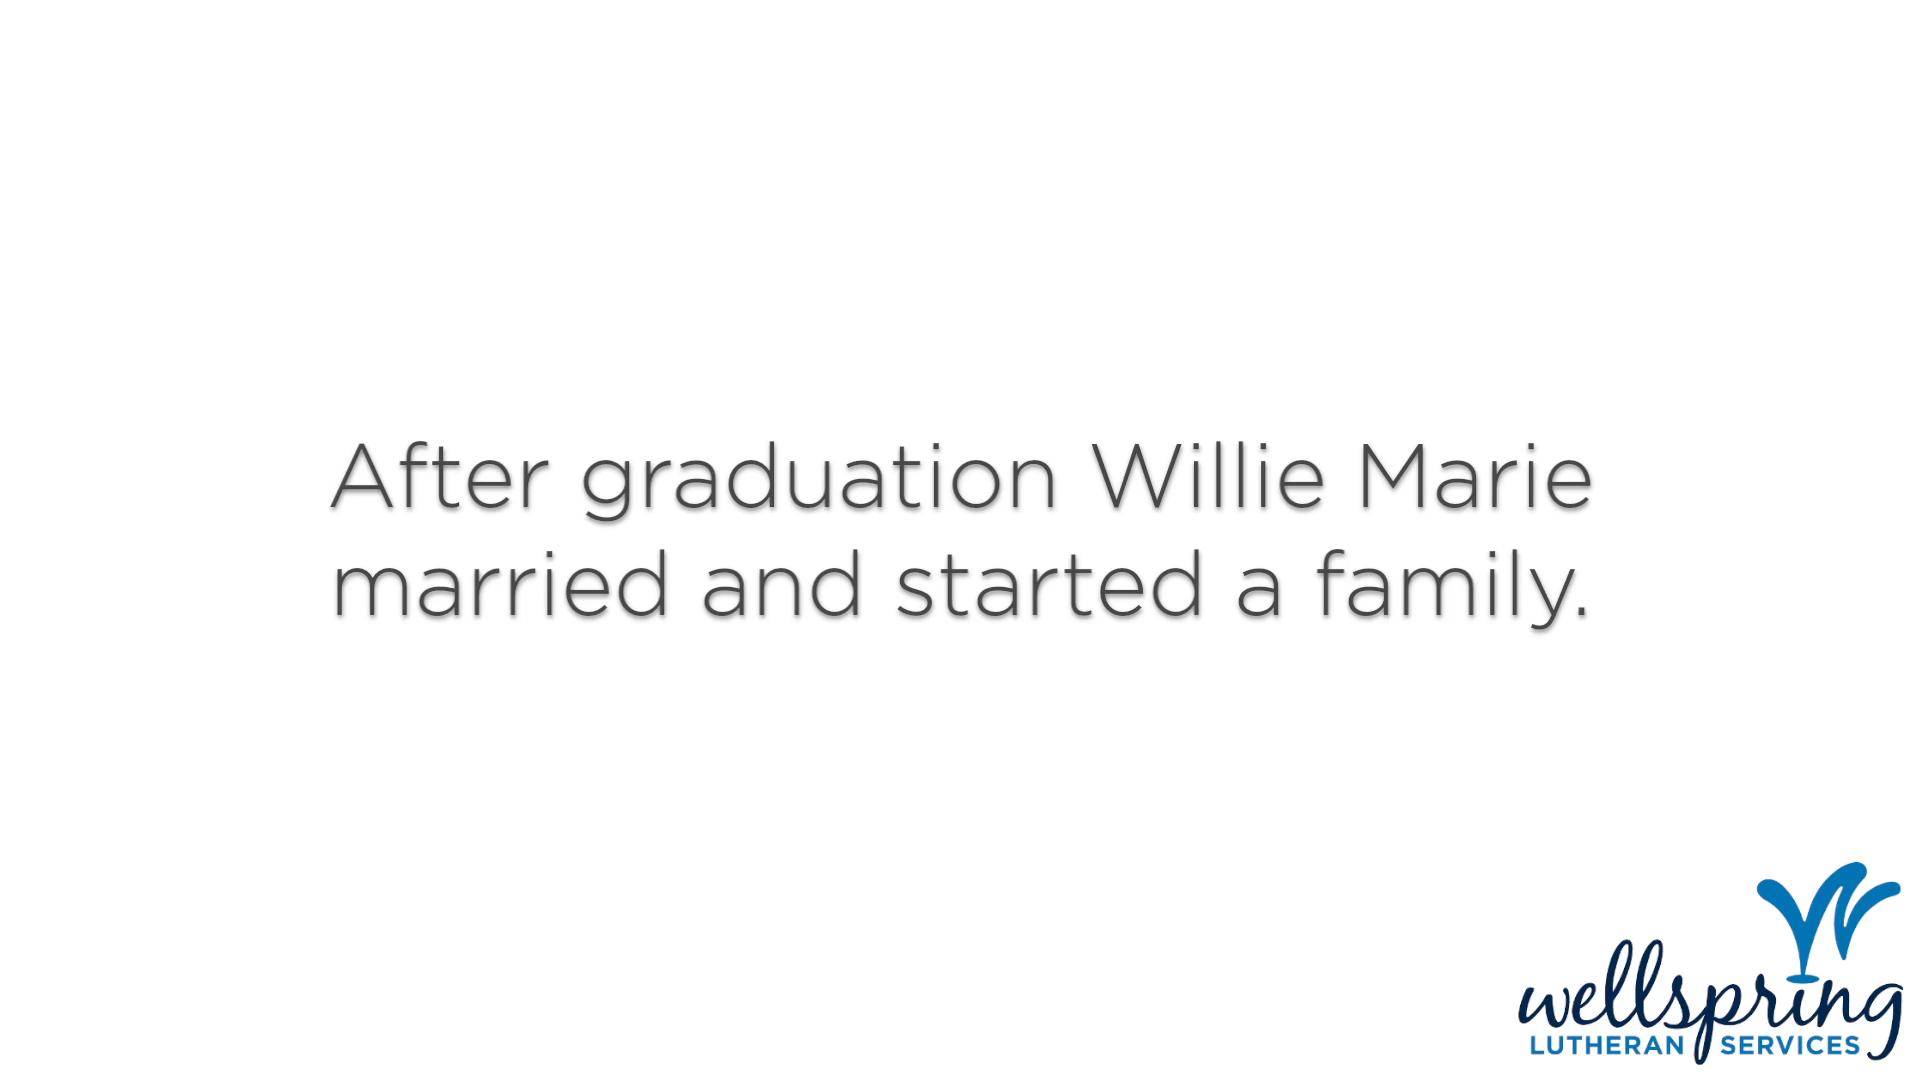 After graduation Willie Marie
married and started a family.
wellspring
LUTHERAN SERVICES